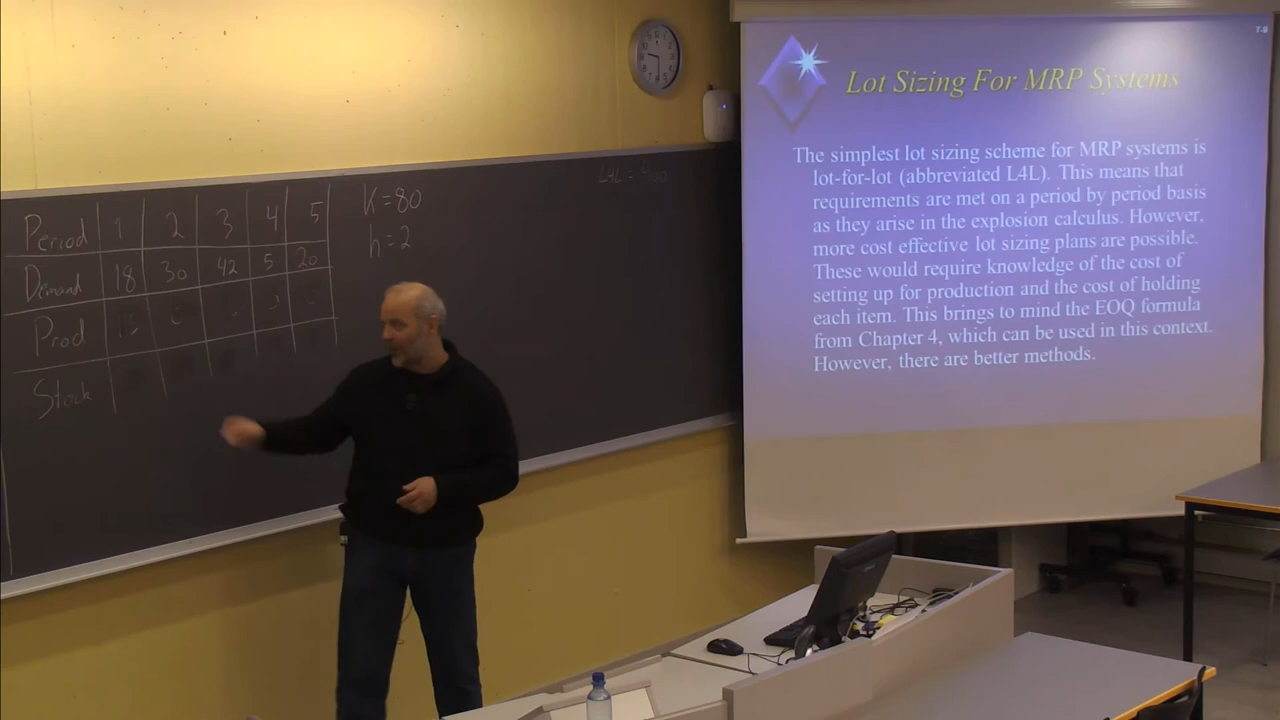 Period 1 2 3 4 5
Demand 18 30 42 5 20
Prod
Stock
K=80
h=2
L4L = 400
7-9
Lot Sizing For MRP Systems
The simplest lot sizing scheme for MRP systems is
lot-for-lot (abbreviated L4L). This means that
requirements are met on a period by period basis
as they arise in the explosion calculus. However,
more cost effective lot sizing plans are possible.
These would require knowledge of the cost of
setting up for production and the cost of holding
each item. This brings to mind the EOQ formula
from Chapter 4, which can be used in this context.
However, there are better methods.